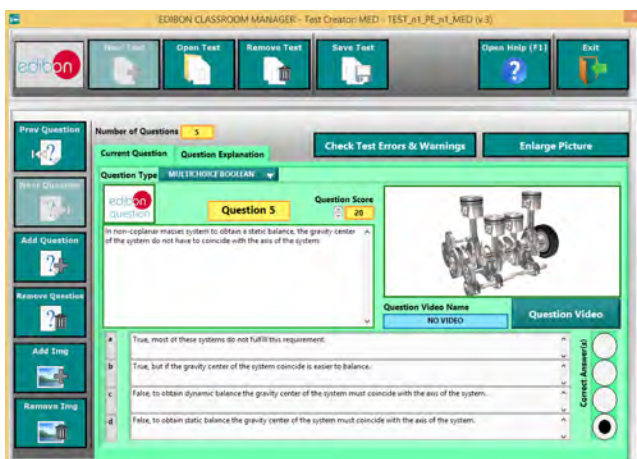 EDIBON CLASSROOM MANAGER - Test Creator: MED - TEST_n1_PE_n1_MED (v.3)
edibon
New Test
Open Test
Remove Test
Save Test
Open Help (F1)
Exit
Prev Question
Number of Questions 5
Check Test Errors & Warnings
Enlarge Picture
Current Question
Question Explanation
Question Type MULTICHOICE BOOLEAN
Next Question
edibon
question
Question 5
Question Score
20
In non-coplanar masses system to obtain a static balance, the gravity center
of the system do not have to coincide with the axis of the system
Add Question
Remove Question
Question Video Name
NO VIDEO
Question Video
Add Img
a True, most of these systems do not fulfill this requirement.
b True, but if the gravity center of the system coincide is easier to balance.
c False, to obtain dynamic balance the gravity center of the system must coincide with the axis of the system.
d False, to obtain static balance the gravity center of the system must coincide with the axis of the system.
Correct Answer(s)
Remove Img